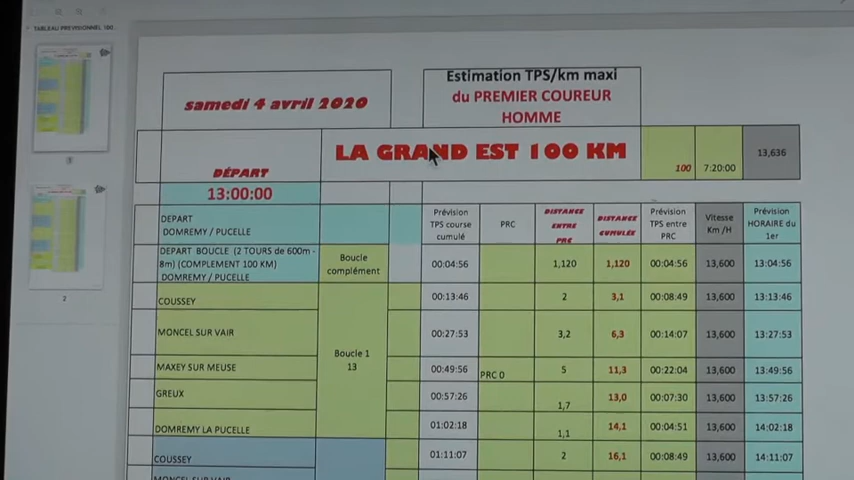 TABLEAU PREVISIONNEL 100
Estimation TPS/km maxi
du PREMIER COUREUR
HOMME
samedi 4 avril 2020
LA GRAND EST 100 KM
DÉPART
100
7:20:00
13,636
13:00:00
DEPART
DOMREMY / PUCELLE
Prévision
TPS course
cumulé
PRC
DISTANCE
ENTRE
PRC
DISTANCE
CUMULÉE
Prévision
TPS entre
PRC
Vitesse
Km /H
Prévision
HORAIRE du
1er
DEPART BOUCLE (2 TOURS de 600m -
8m) (COMPLEMENT 100 KM)
DOMREMY / PUCELLE
Boucle
complément
00:04:56
1,120
1,120
00:04:56
13,600
13:04:56
COUSSEY
00:13:46
2
3,1
00:08:49
13,600
13:13:46
MONCEL SUR VAIR
00:27:53
3,2
6,3
00:14:07
13,600
13:27:53
Boucle 1
13
MAXEY SUR MEUSE
00:49:56
PRC 0
5
11,3
00:22:04
13,600
13:49:56
GREUX
00:57:26
1,7
13,0
00:07:30
13,600
13:57:26
DOMREMY LA PUCELLE
01:02:18
1,1
14,1
00:04:51
13,600
14:02:18
COUSSEY
01:11:07
2
16,1
00:08:49
13,600
14:11:07
MONCEL SUR VAIR
1
2